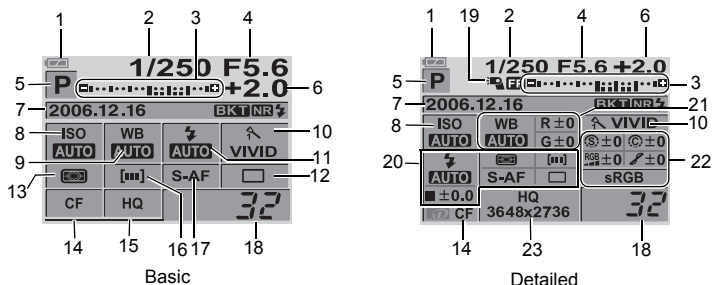 1 2 3 4
1/250 F5.6
5 P +2.0 6
7 2006.12.16 BKT NR
8 ISO WB 10
AUTO AUTO AUTO VIVID
9 11
13 S-AF 12
CF HQ 32
14 15 16 17 18
Basic
1 19 2 4 6
1/250 F5.6 +2.0
5 P 3
7 2006.12.16 BKT NR 21
8 ISO WB R±0 VIVID 10
AUTO AUTO G±0 S ±0 C ±0
20 AUTO S-AF RGB ±0 ±0 22
±0.0 HQ sRGB
CF 3648x2736 32
14 23 18
Detailed